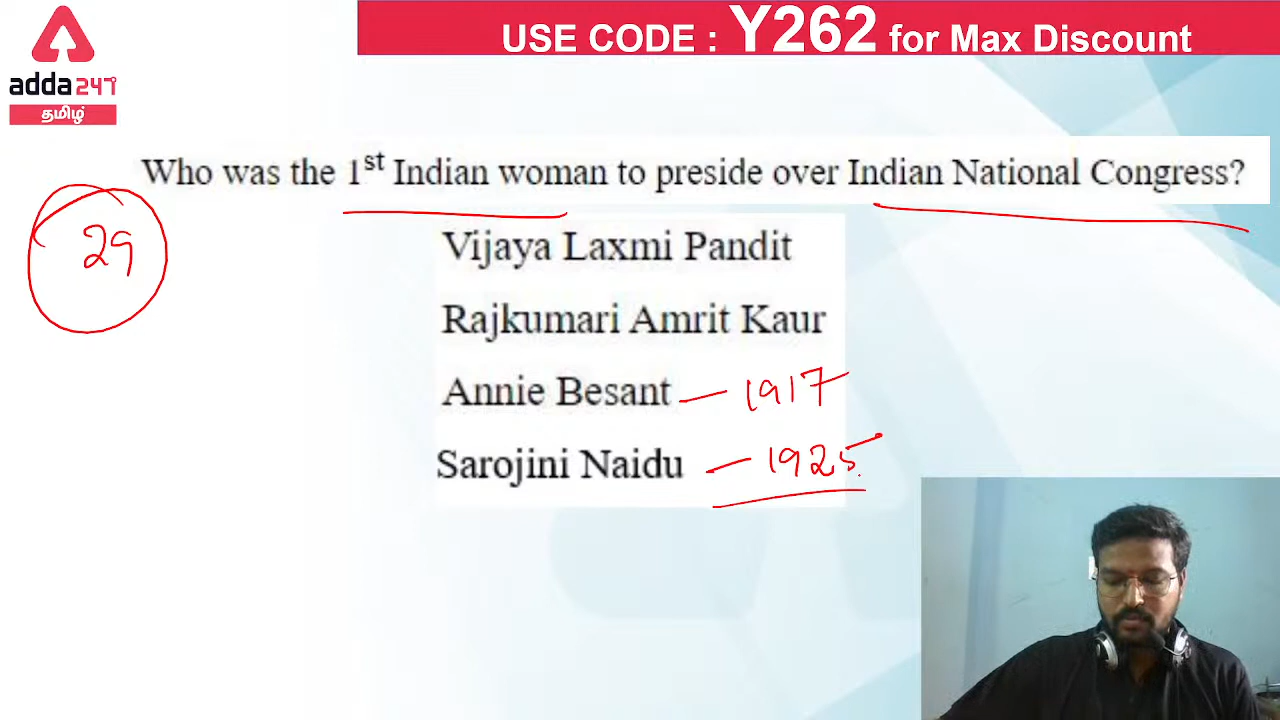 USE CODE : Y262 for Max Discount
adda247
தமிழ்
Who was the 1st Indian woman to preside over Indian National Congress?
29
Vijaya Laxmi Pandit
Rajkumari Amrit Kaur
Annie Besant — 1917
Sarojini Naidu — 1925